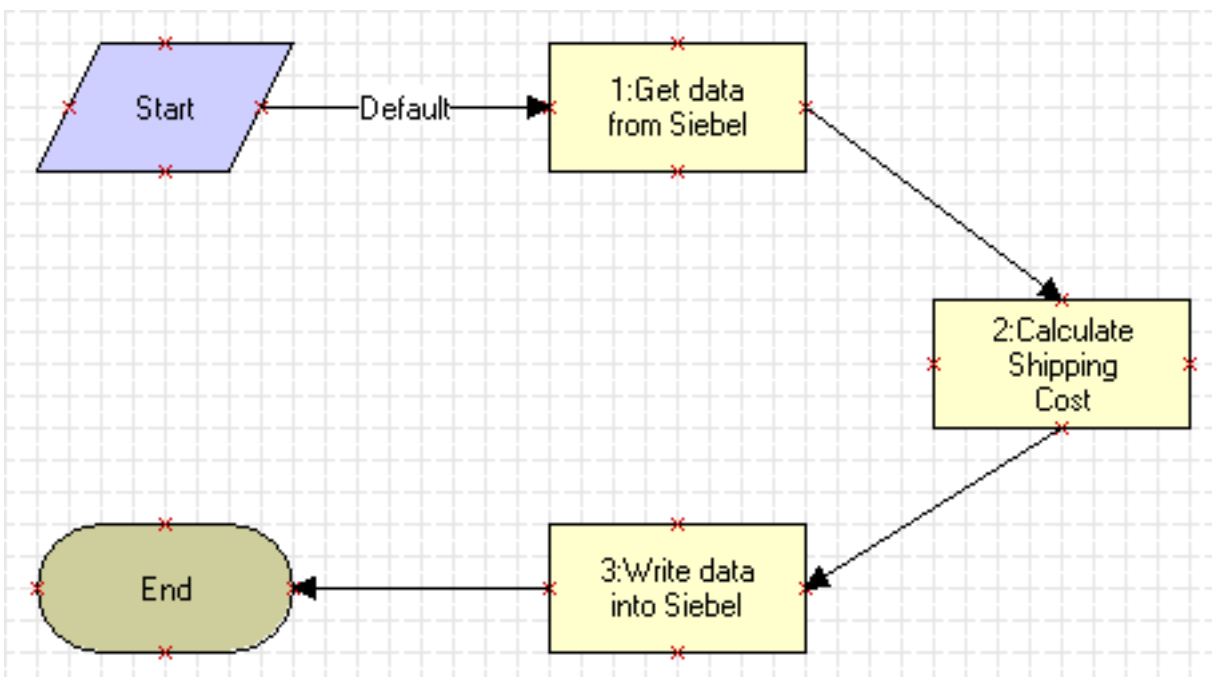 Start
Default
1:Get data
from Siebel
2:Calculate
Shipping
Cost
3:Write data
into Siebel
End